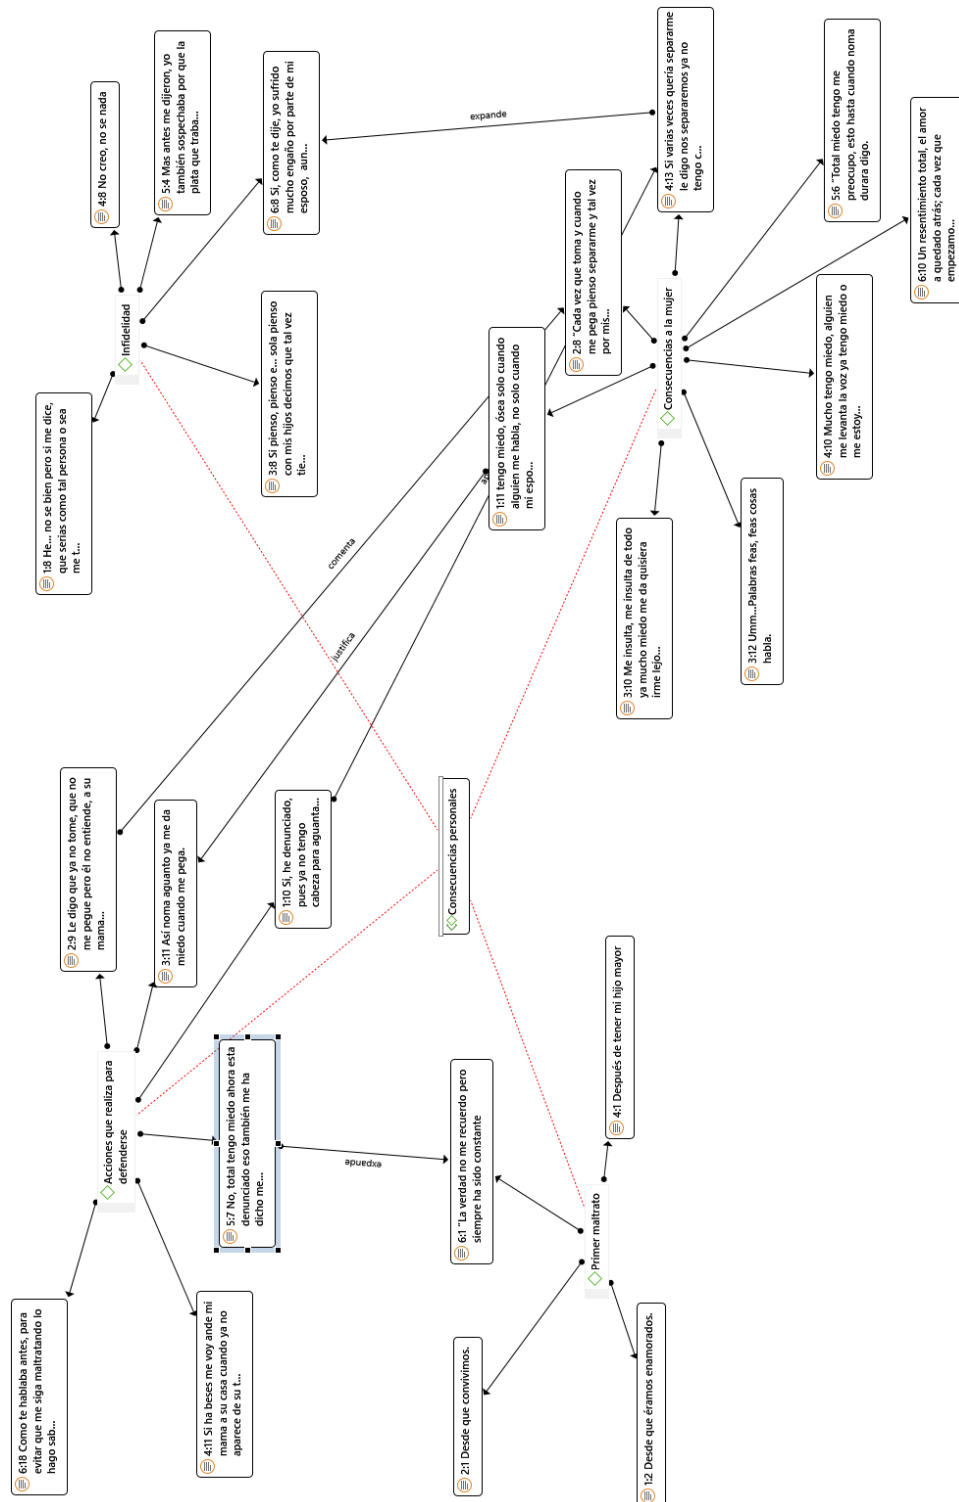 6:18 Como te hablaba antes, para
evitar que me siga maltratando lo
hago sab...
4:11 Si ha beses me voy ande mi
mama a su casa cuando ya no
aparece de su t...
Acciones que realiza para
defenderse
2:9 Le digo que ya no tome, que no
me pegue pero él no entiende, a su
mama...
3:11 Así noma aguanto ya me da
miedo cuando me pega.
1:10 Si, he denunciado,
pues ya no tengo
cabeza para aguanta...
5:7 No, total tengo miedo ahora esta
denunciado eso también me ha
dicho me...
expande
6:1 "La verdad no me recuerdo pero
siempre ha sido constante
2:1 Desde que convivimos.
Primer maltrato
4:1 Después de tener mi hijo mayor
1:2 Desde que éramos enamorados.
Consecuencias personales
comenta
justifica
1:8 He... no se bien pero si me dice,
que serias como tal persona o sea
me t...
Infidelidad
4:8 No creo, no se nada
5:4 Mas antes me dijeron, yo
también sospechaba por que la
plata que traba...
6:8 Si, como te dije, yo sufrido
mucho engaño por parte de mi
esposo, aun...
3:8 Si pienso, pienso e... sola pienso
con mis hijos decimos que tal vez
tie...
expande
1:11 tengo miedo, ósea solo cuando
alguien me habla, no solo cuando
mi espo...
2:8 "Cada vez que toma y cuando
me pega pienso separarme y tal vez
por mis...
4:13 Si varias veces quería separarme
le digo nos separaremos ya no
tengo c...
Consecuencias a la mujer
3:10 Me insulta, me insulta de todo
ya mucho miedo me da quisiera
irme lejo...
3:12 Umm...Palabras feas, feas cosas
habla.
4:10 Mucho tengo miedo, alguien
me levanta la voz ya tengo miedo o
me estoy...
5:6 "Total miedo tengo me
preocupo, esto hasta cuando noma
durara digo.
6:10 Un resentimiento total, el amor
a quedado atrás; cada vez que
empezamo...